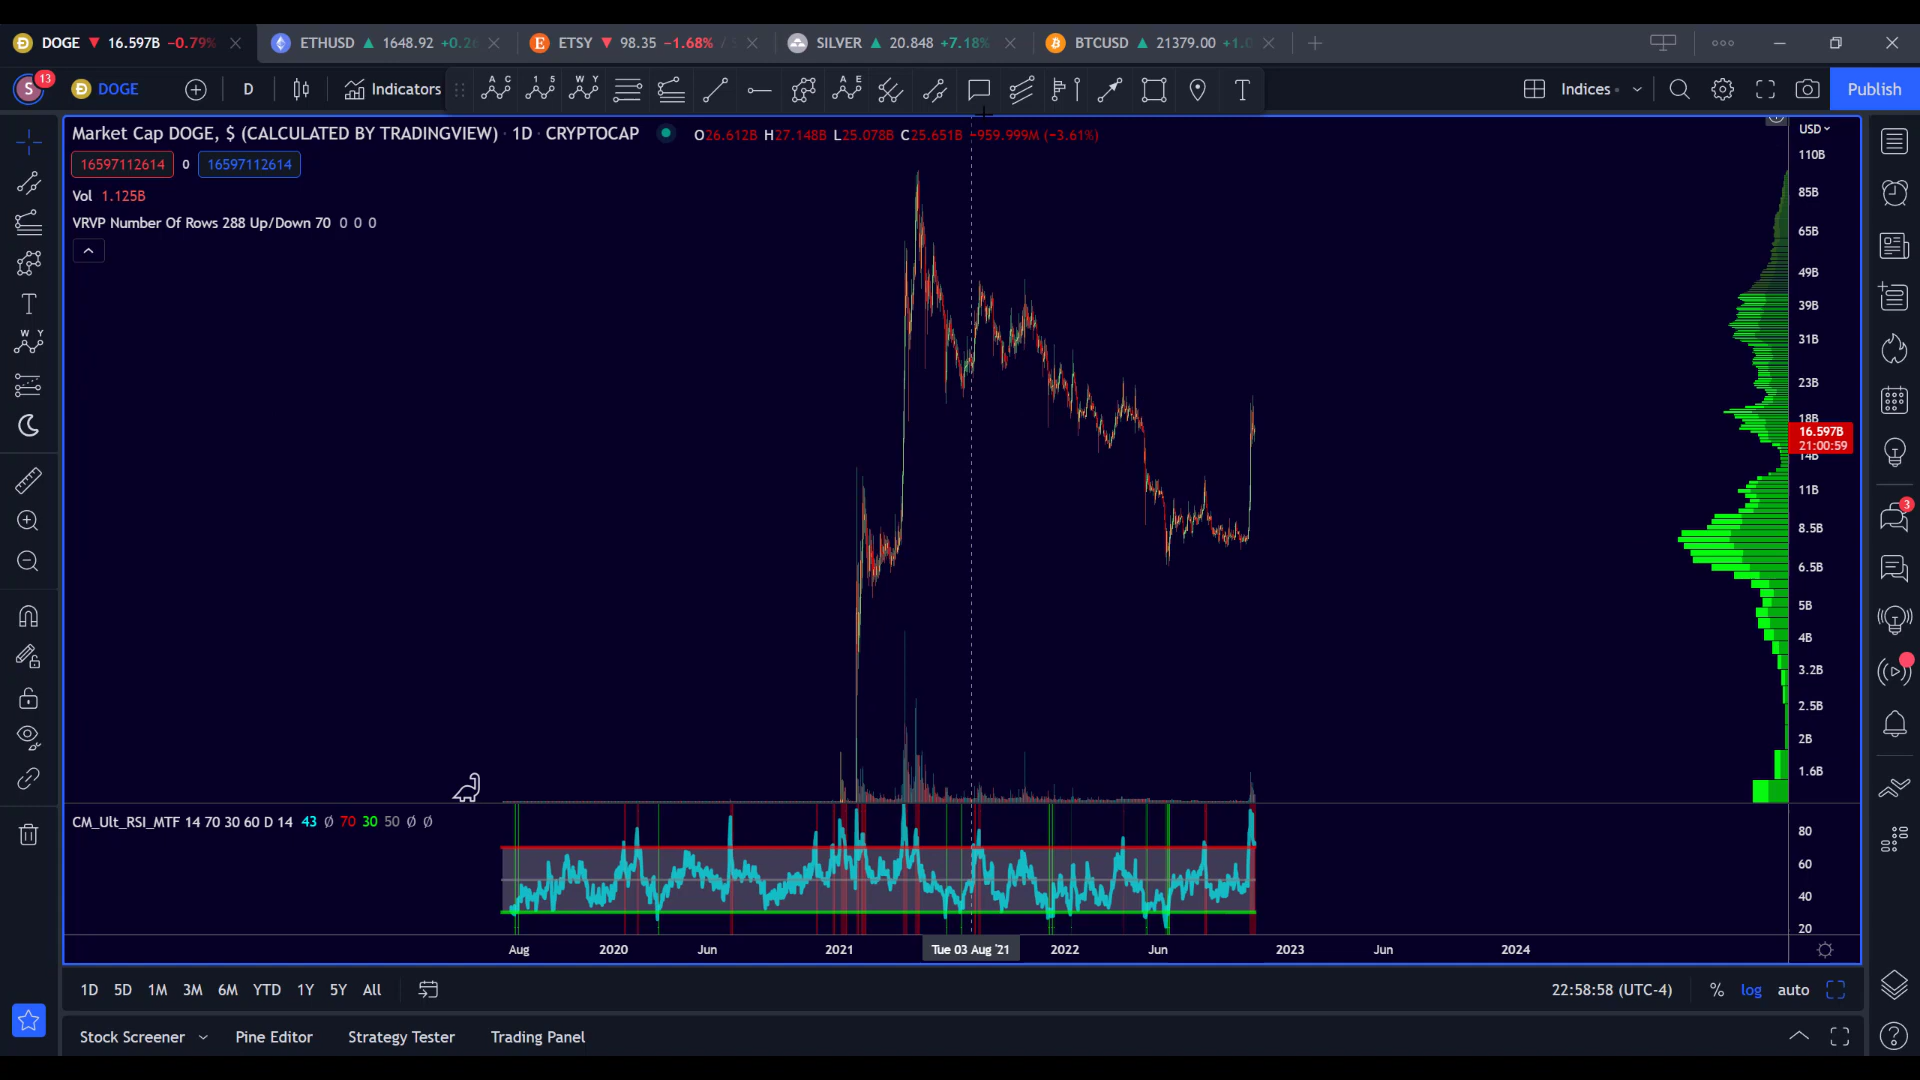 DOGE 16.597B −0.79%
ETHUSD 1648.92
ETSY 98.35 −1.68%
SILVER 20.848 +7.18%
BTCUSD 21379.00
S 13 DOGE D Indicators
A C 1 5 W Y A E T
Indices Publish
Market Cap DOGE, $ (CALCULATED BY TRADINGVIEW) · 1D · CRYPTOCAP
O26.612B H27.148B L25.078B C25.651B −959.999M (−3.61%)
16597112614 0 16597112614
Vol 1.125B
VRVP Number Of Rows 288 Up/Down 70 0 0 0
USD
110B
85B
65B
49B
39B
31B
23B
18B
16.597B
21:00:59
14B
11B
8.5B
6.5B
5B
4B
3.2B
2.5B
2B
1.6B
T
W Y
3
CM_Ult_RSI_MTF 14 70 30 60 D 14 43 Ø 70 30 50 Ø Ø
80
60
40
20
Aug 2020 Jun 2021 Tue 03 Aug '21 2022 Jun 2023 Jun 2024
1D 5D 1M 3M 6M YTD 1Y 5Y All
22:58:58 (UTC-4) % log auto
Stock Screener Pine Editor Strategy Tester Trading Panel